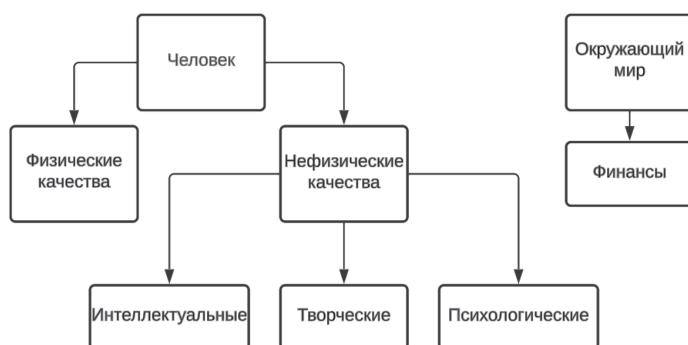 Человек
Окружающий
мир
Физические
качества
Нефизические
качества
Финансы
Интеллектуальные
Творческие
Психологические